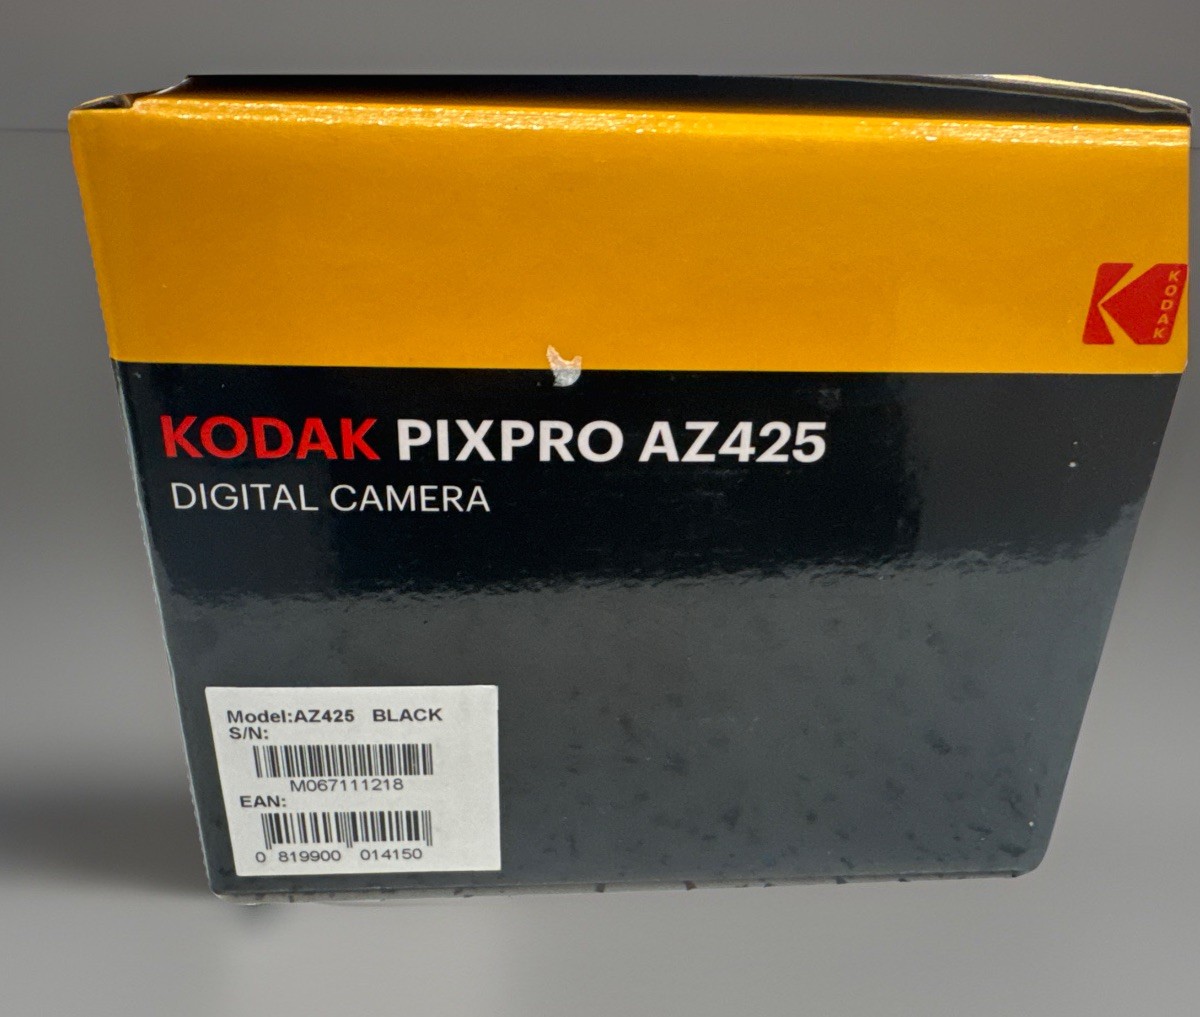 KODAK
KODAK PIXPRO AZ425
DIGITAL CAMERA
Model:AZ425 BLACK
S/N:
M067111218
EAN:
0 819900 014150